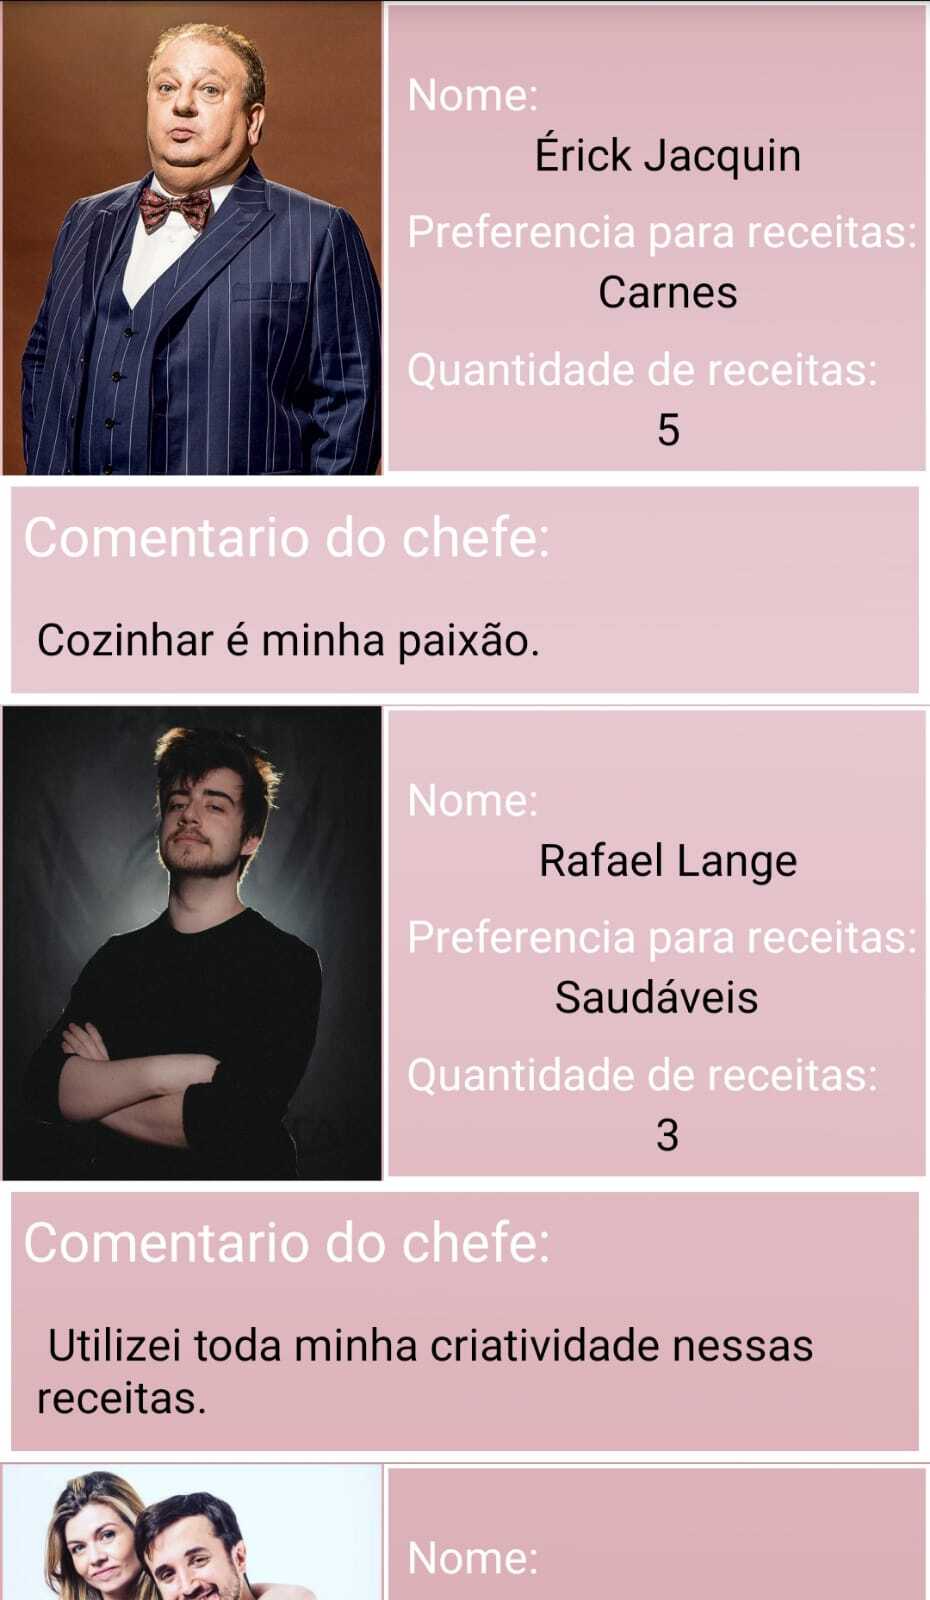 Nome:
Érick Jacquin
Preferencia para receitas:
Carnes
Quantidade de receitas:
5
Comentario do chefe:
Cozinhar é minha paixão.
Nome:
Rafael Lange
Preferencia para receitas:
Saudáveis
Quantidade de receitas:
3
Comentario do chefe:
Utilizei toda minha criatividade nessas
receitas.
Nome: